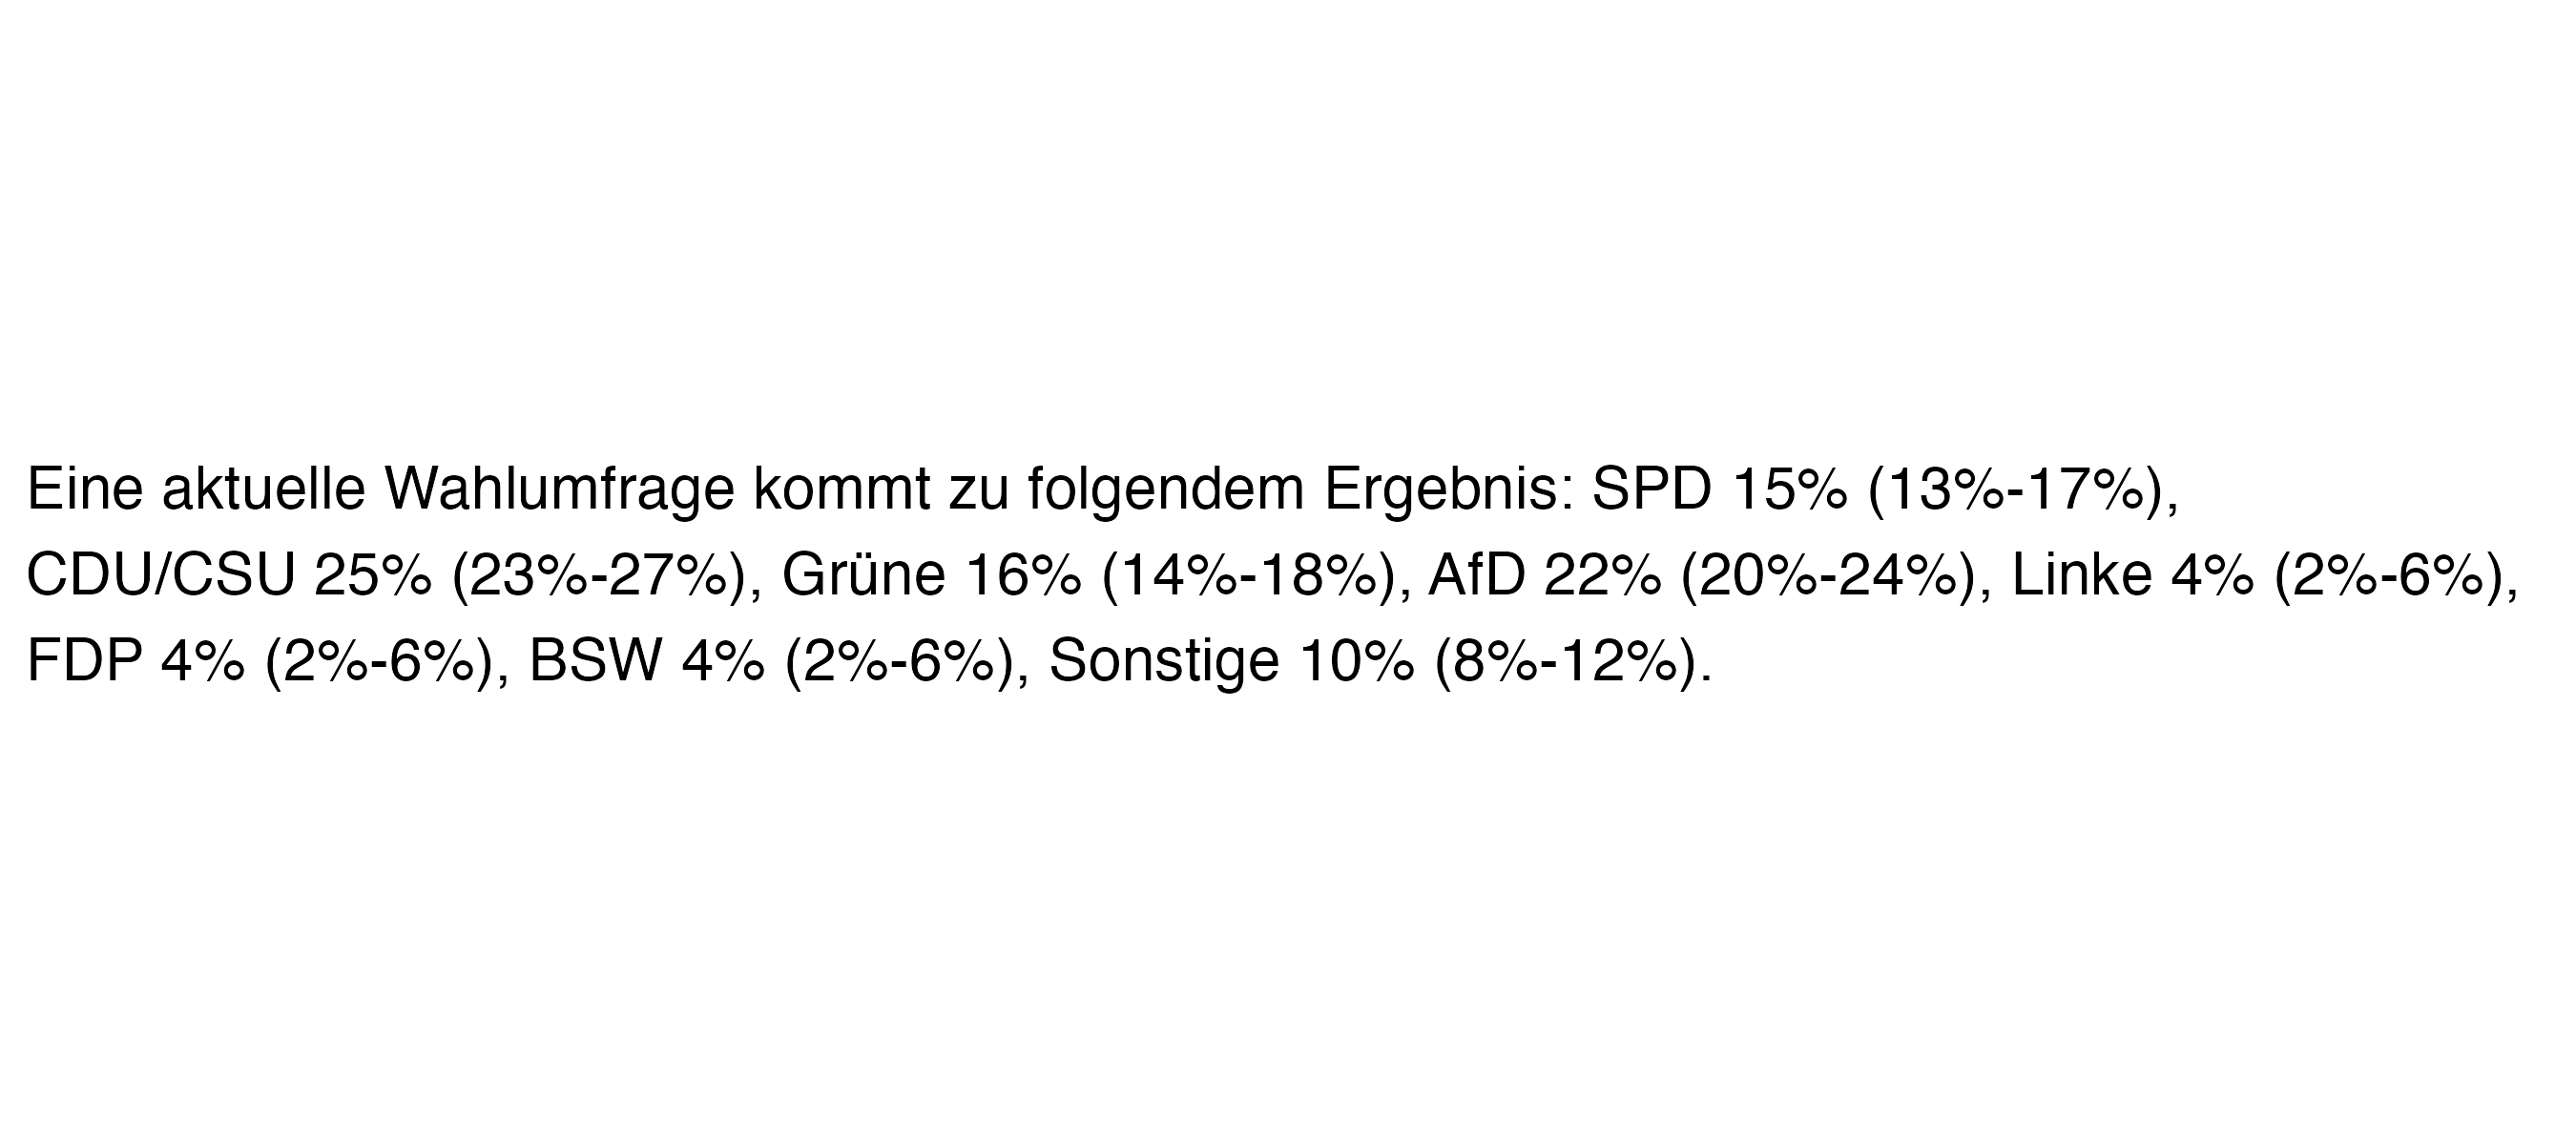 Eine aktuelle Wahlumfrage kommt zu folgendem Ergebnis: SPD 15% (13%-17%),
CDU/CSU 25% (23%-27%), Grüne 16% (14%-18%), AfD 22% (20%-24%), Linke 4% (2%-6%),
FDP 4% (2%-6%), BSW 4% (2%-6%), Sonstige 10% (8%-12%).